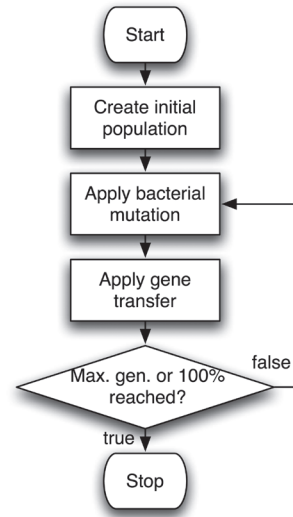 Start
Create initial
population
Apply bacterial
mutation
Apply gene
transfer
Max. gen. or 100%
reached?
false
true
Stop